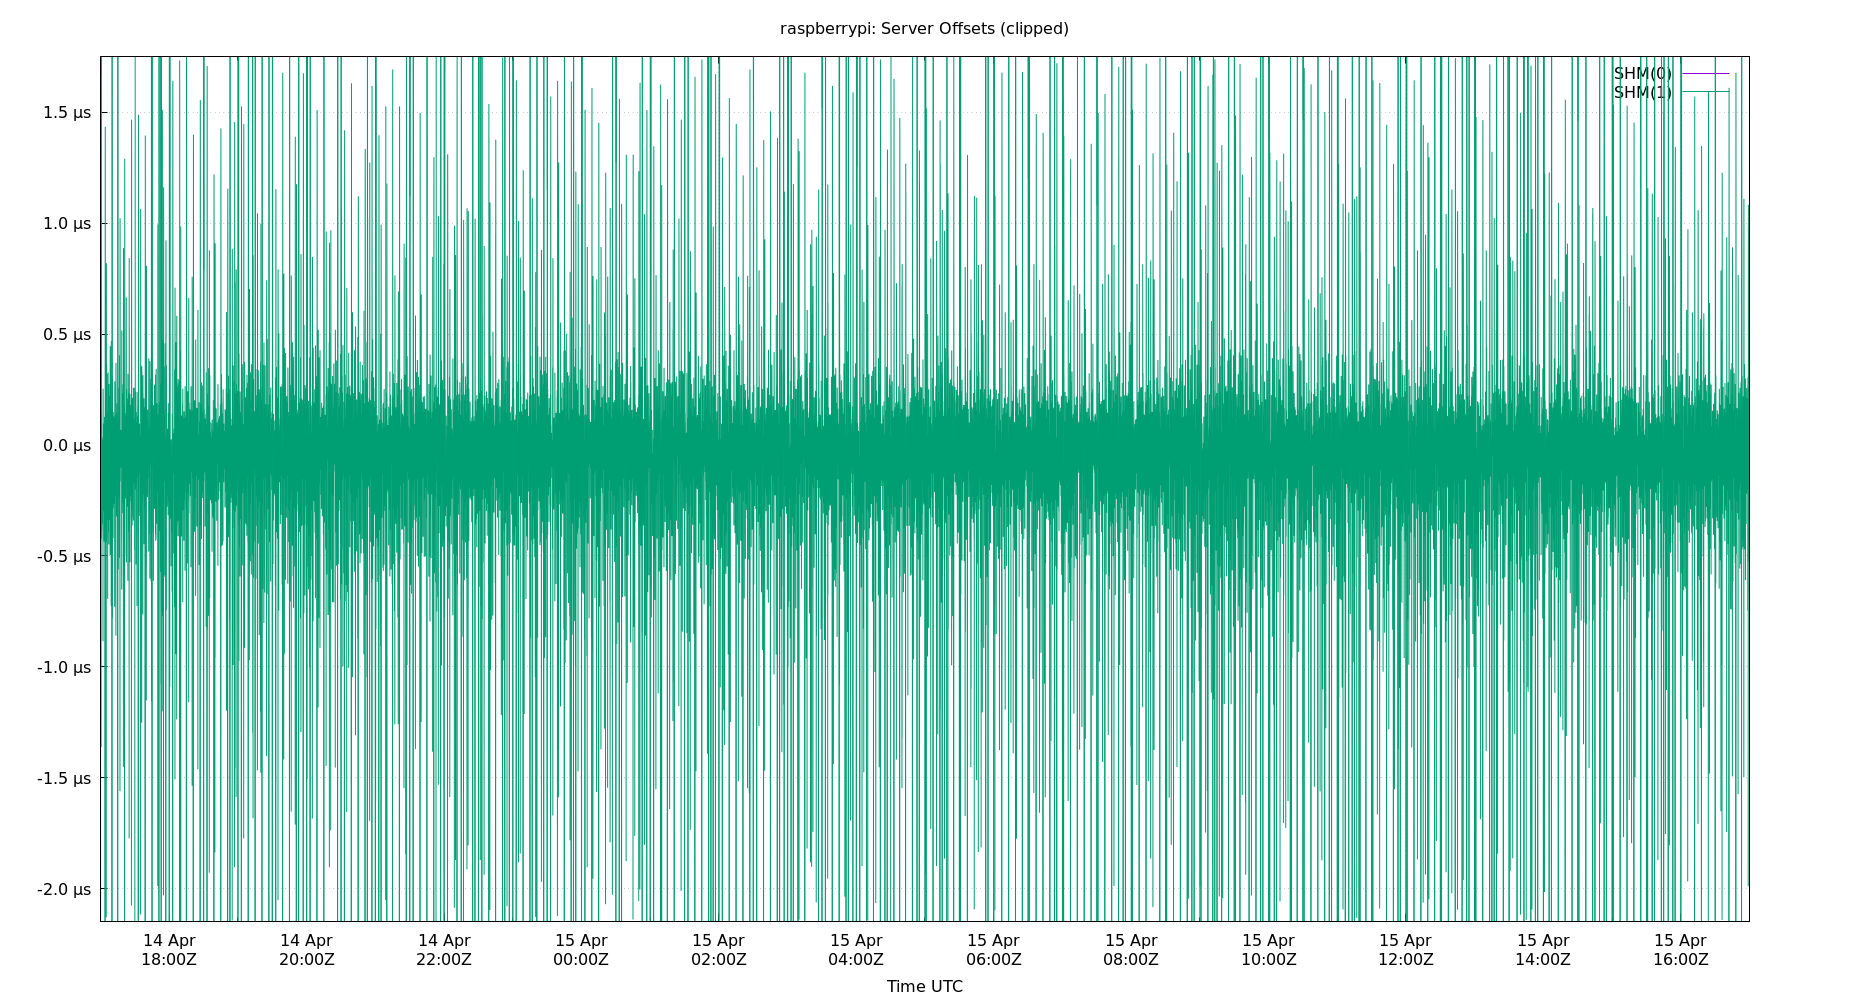 raspberrypi: Server Offsets (clipped)
SHM(0)
SHM(1)
1.5 µs
1.0 µs
0.5 µs
0.0 µs
-0.5 µs
-1.0 µs
-1.5 µs
-2.0 µs
14 Apr 14 Apr 14 Apr 15 Apr 15 Apr 15 Apr 15 Apr 15 Apr 15 Apr 15 Apr 15 Apr 15 Apr
18:00Z 20:00Z 22:00Z 00:00Z 02:00Z 04:00Z 06:00Z 08:00Z 10:00Z 12:00Z 14:00Z 16:00Z
Time UTC